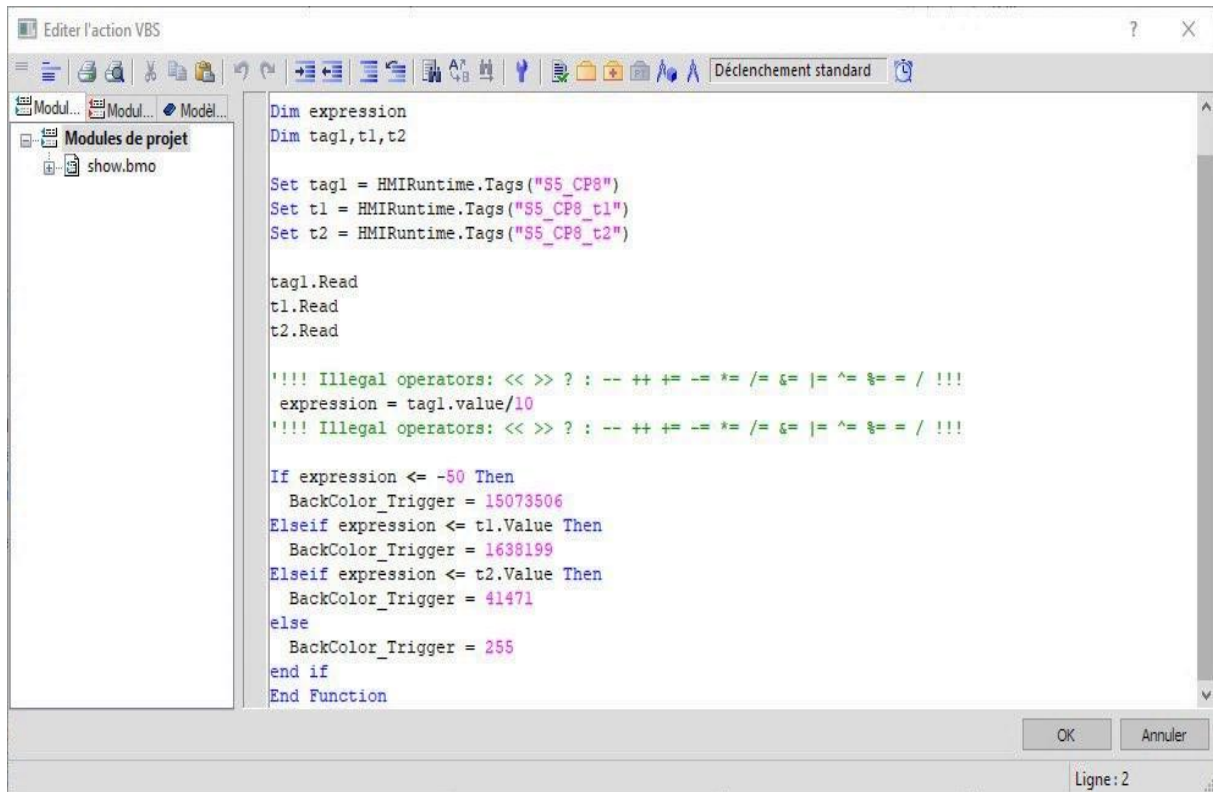 Editer l'action VBS
?
Déclenchement standard
Modul... Modul... Modèl...
Modules de projet
show.bmo
Dim expression
Dim tag1,t1,t2
Set tag1 = HMIRuntime.Tags("S5_CP8")
Set t1 = HMIRuntime.Tags("S5_CP8_t1")
Set t2 = HMIRuntime.Tags("S5_CP8_t2")
tag1.Read
t1.Read
t2.Read
'!!! Illegal operators: << >> ? : -- ++ += -= *= /= &= |= ^= %= = / !!!
expression = tag1.value/10
'!!! Illegal operators: << >> ? : -- ++ += -= *= /= &= |= ^= %= = / !!!
If expression <= -50 Then
BackColor_Trigger = 15073506
Elseif expression <= t1.Value Then
BackColor_Trigger = 1638199
Elseif expression <= t2.Value Then
BackColor_Trigger = 41471
else
BackColor_Trigger = 255
end if
End Function
OK
Annuler
Ligne : 2